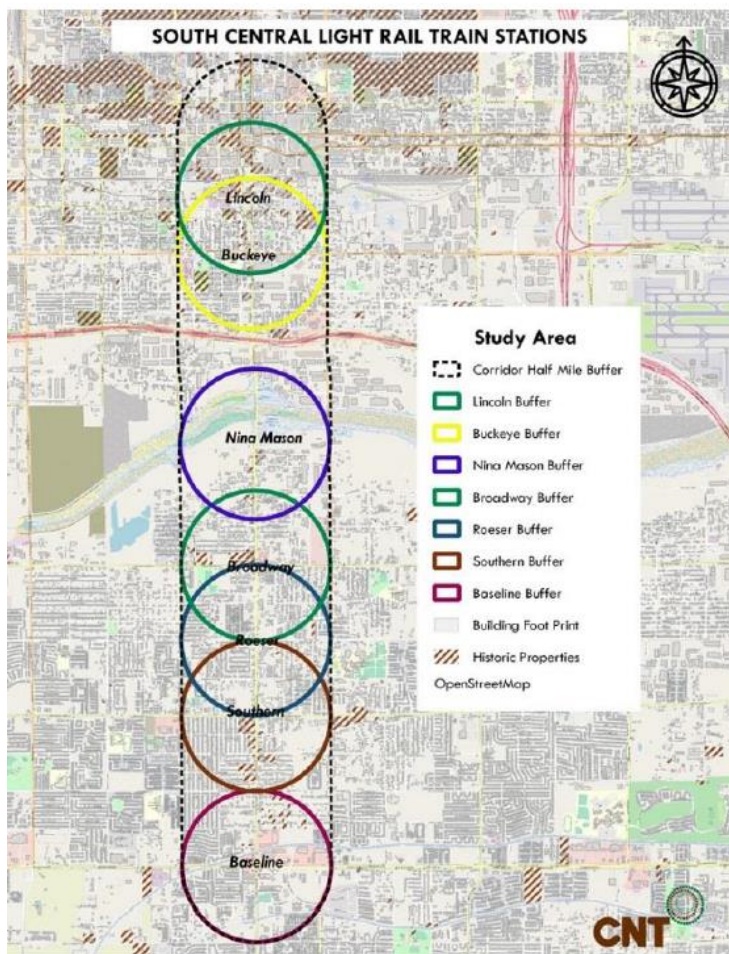 SOUTH CENTRAL LIGHT RAIL TRAIN STATIONS
Lincoln
Buckeye
Study Area
Corridor Half Mile Buffer
Lincoln Buffer
Buckeye Buffer
Nina Mason Buffer
Broadway Buffer
Roeser Buffer
Southern Buffer
Baseline Buffer
Building Foot Print
Historic Properties
OpenStreetMap
Nina Mason
Broadway
Roeser
Southern
Baseline
CNT